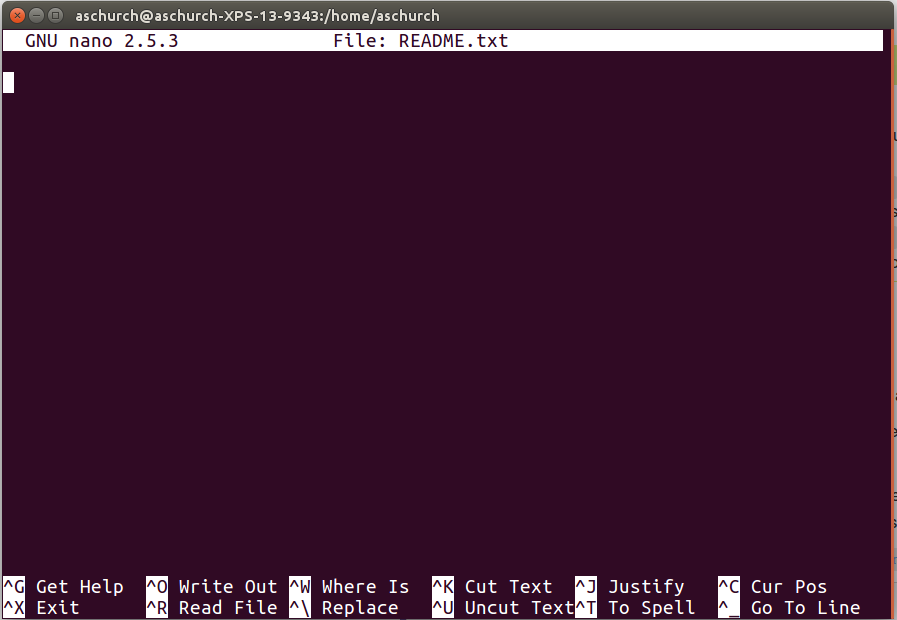 aschurch@aschurch-XPS-13-9343:/home/aschurch
GNU nano 2.5.3 File: README.txt
^G Get Help ^O Write Out ^W Where Is ^K Cut Text ^J Justify ^C Cur Pos
^X Exit ^R Read File ^\ Replace ^U Uncut Text ^T To Spell ^_ Go To Line